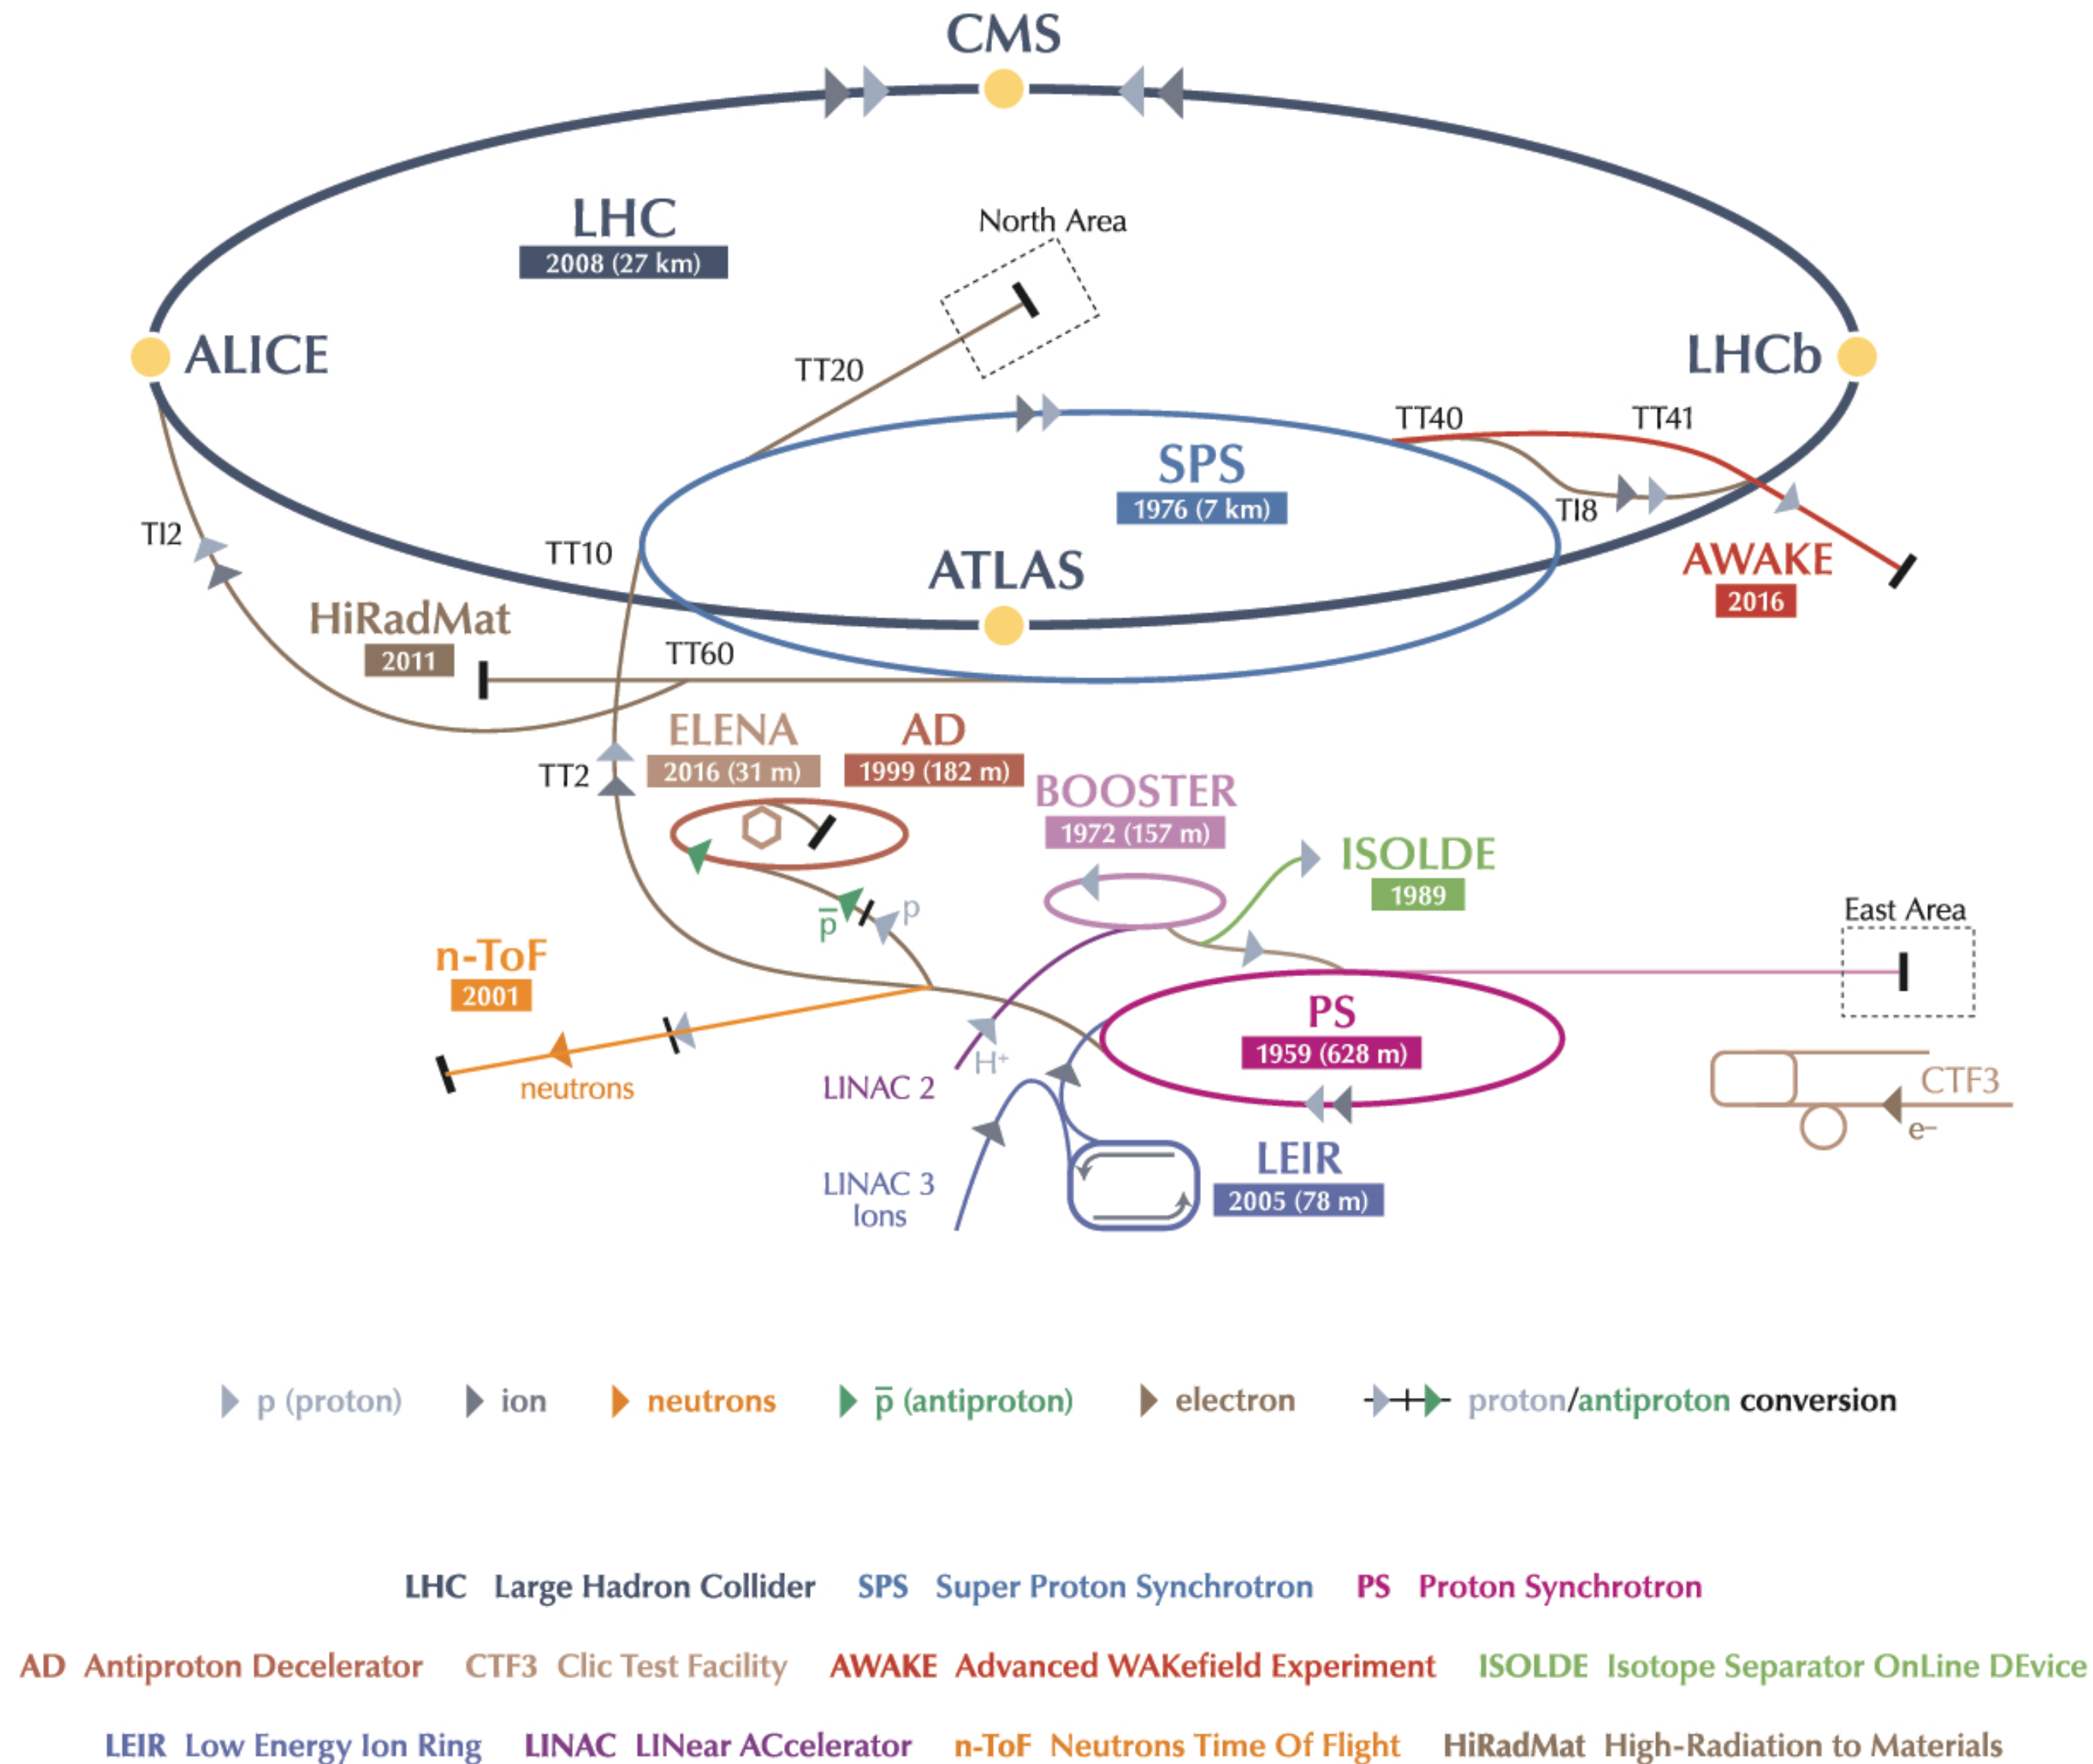 CMS
LHC
2008 (27 km)
North Area
ALICE
LHCb
TT20
TT40
TT41
SPS
1976 (7 km)
TI8
TI2
TT10
ATLAS
AWAKE
2016
HiRadMat
2011
TT60
ELENA
2016 (31 m)
AD
1999 (182 m)
TT2
BOOSTER
1972 (157 m)
ISOLDE
1989
p̅
p
East Area
n-ToF
2001
PS
1959 (628 m)
H⁺
neutrons
LINAC 2
CTF3
e⁻
LEIR
2005 (78 m)
LINAC 3
Ions
p (proton) ion neutrons p̅ (antiproton) electron proton/antiproton conversion
LHC Large Hadron Collider SPS Super Proton Synchrotron PS Proton Synchrotron
AD Antiproton Decelerator CTF3 Clic Test Facility AWAKE Advanced WAKefield Experiment ISOLDE Isotope Separator OnLine DEvice
LEIR Low Energy Ion Ring LINAC LINear ACcelerator n-ToF Neutrons Time Of Flight HiRadMat High-Radiation to Materials